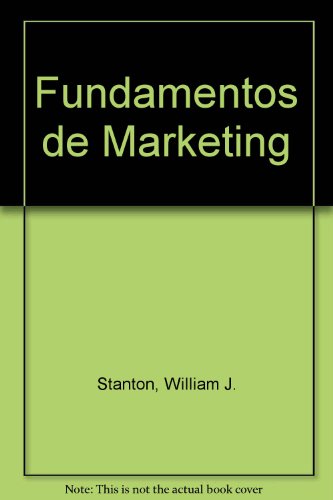 Fundamentos
de Marketing
Stanton, William J.
Note: This is not the actual book cover